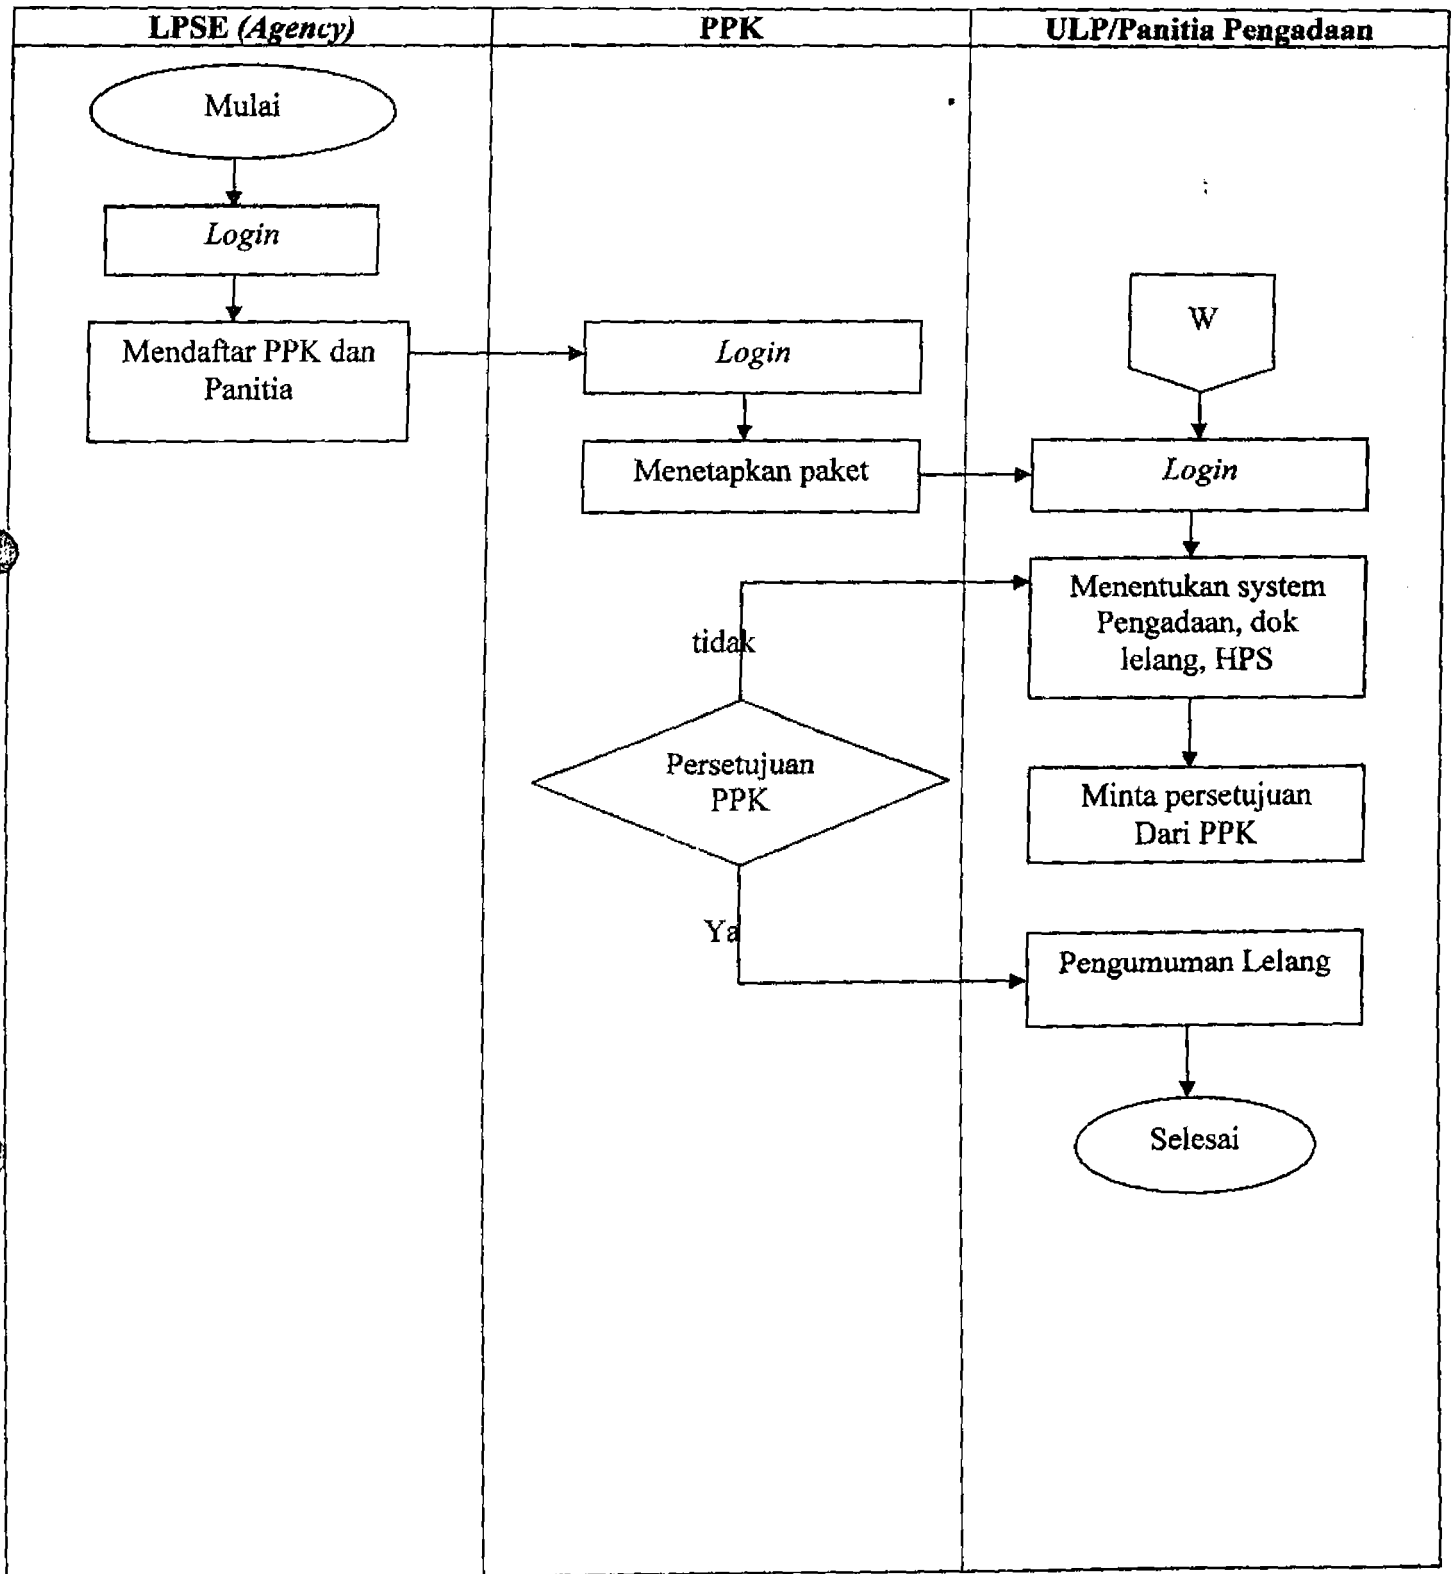 LPSE (Agency)
PPK
ULP/Panitia Pengadaan
Mulai
Login
Mendaftar PPK dan
Panitia
Login
Menetapkan paket
W
Login
Menentukan system
Pengadaan, dok
lelang, HPS
tidak
Persetujuan
PPK
Minta persetujuan
Dari PPK
Ya
Pengumuman Lelang
Selesai